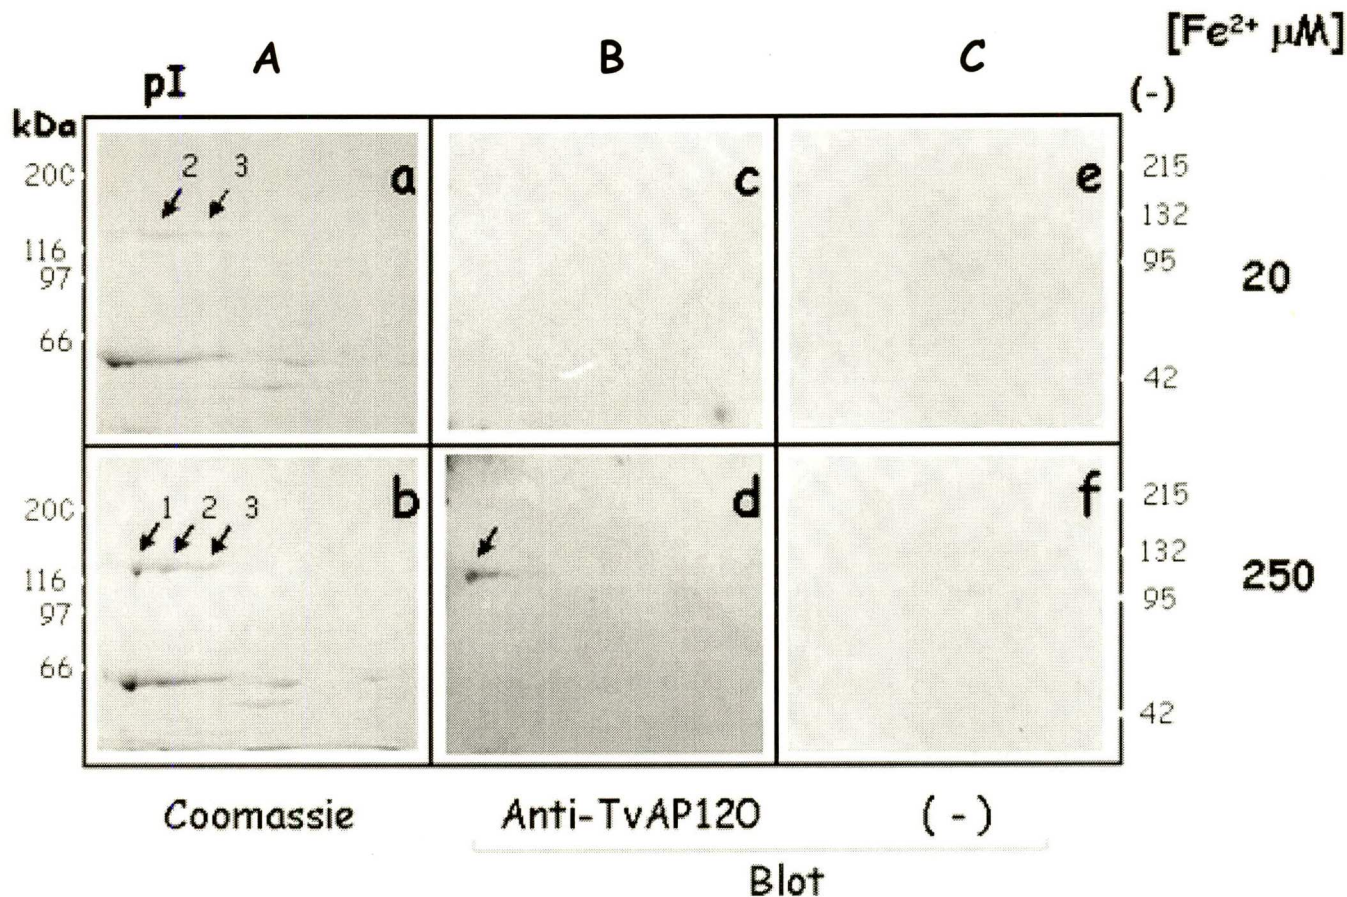 [Fe²⁺ µM]
A B C
pI (-)
kDa
2 3 a c e
200 215
132
116
97 95
20
66
42
1 2 3 b d f
200 215
132
116
97 95
250
66
42
Coomassie Anti-TvAP120 (-)
Blot